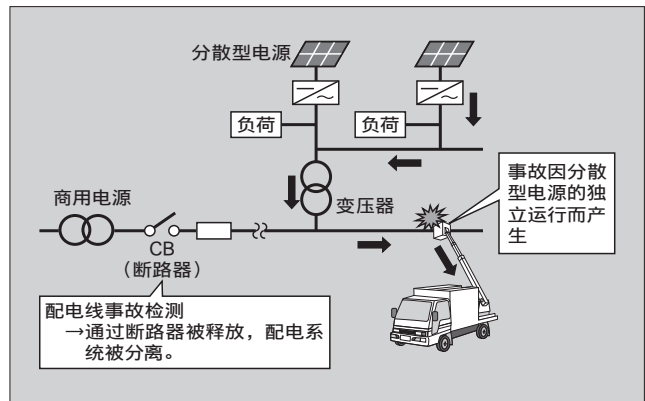 分散型电源
负荷
负荷
事故因分散
型电源的独
立运行而产
生
商用电源
变压器
CB
（断路器）
配电线事故检测
→通过断路器被释放，配电系
统被分离。